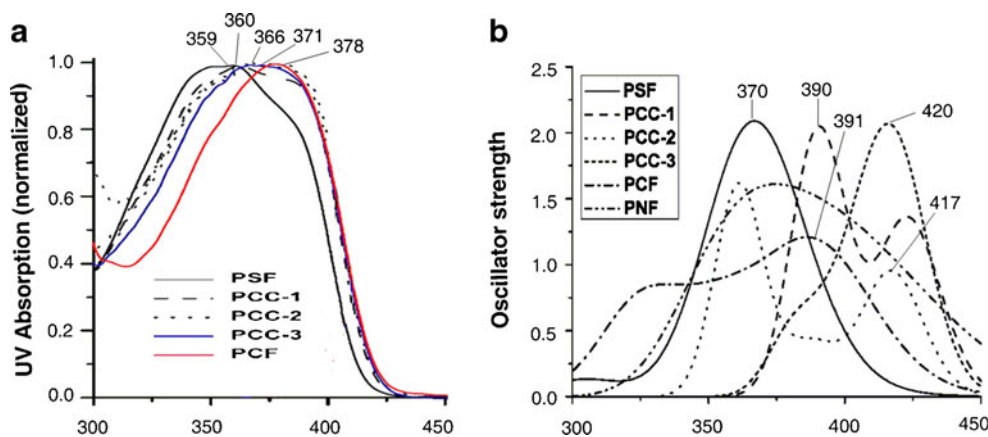 a
360
359
366
371
378
UV Absorption (normalized)
1.0
0.8
0.6
0.4
0.2
0.0
PSF
PCC-1
PCC-2
PCC-3
PCF
300
350
400
450
b
Oscillator strength
2.5
2.0
1.5
1.0
0.5
0.0
PSF
PCC-1
PCC-2
PCC-3
PCF
PNF
370
390
391
420
417
300
350
400
450